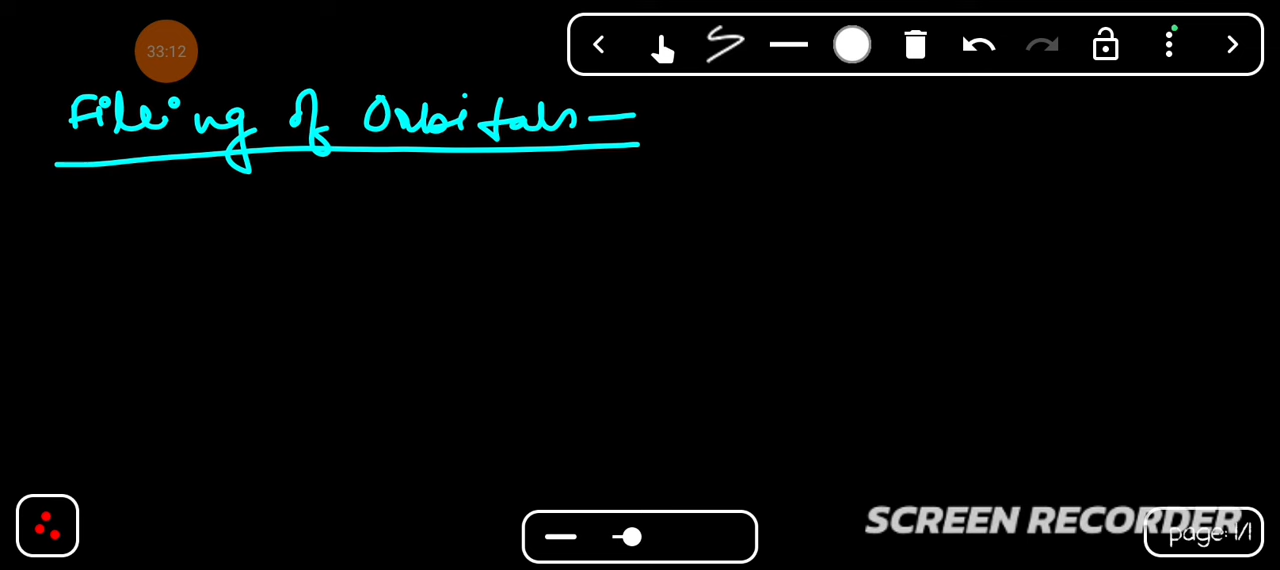 33:12
Filling of Orbitals —
SCREEN RECORDER
page:1/1